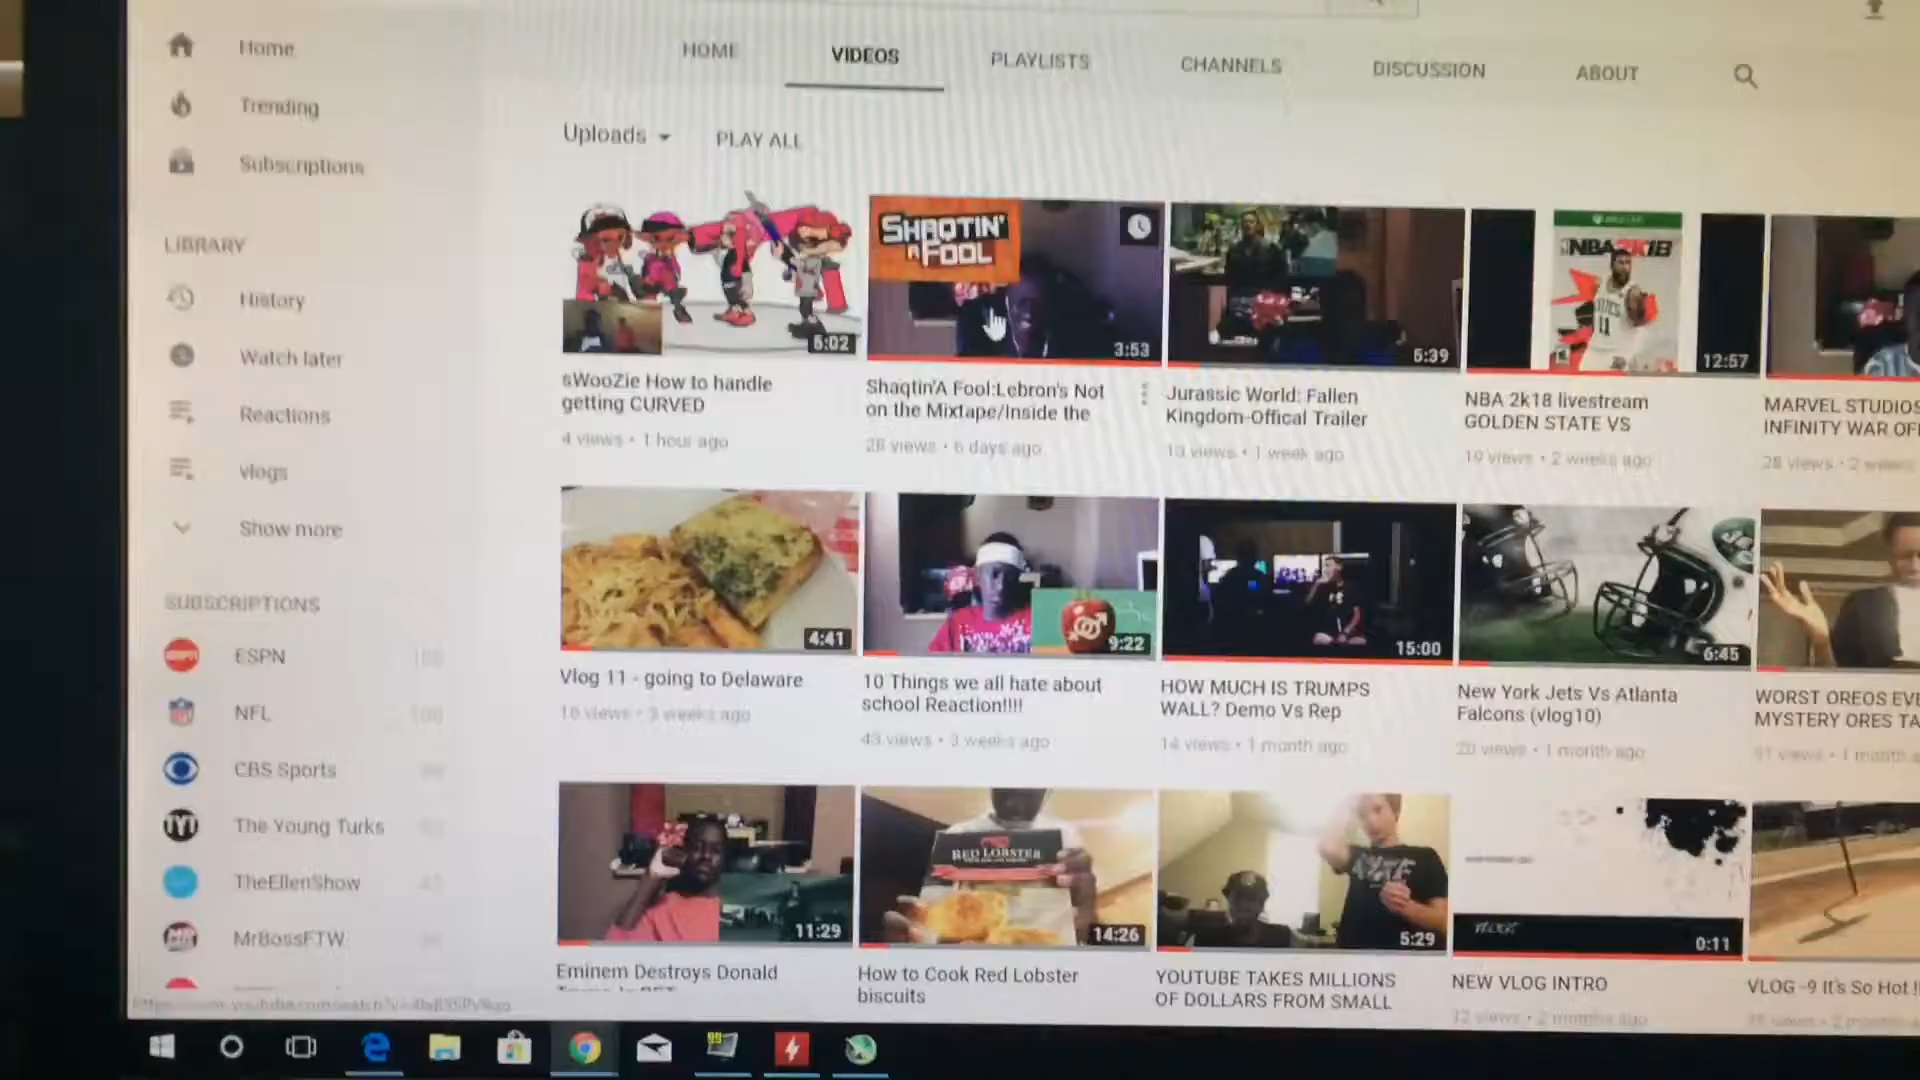 Home
Trending
Subscriptions
LIBRARY
History
Watch later
Reactions
vlogs
Show more
SUBSCRIPTIONS
ESPN
NFL
CBS Sports
The Young Turks
TheEllenShow
MrBossFTW
HOME VIDEOS PLAYLISTS CHANNELS DISCUSSION ABOUT
Uploads PLAY ALL
5:02
SHAQTIN'
A FOOL
3:53
5:39
NBA 2K18
12:57
sWooZie How to handle
getting CURVED
4 views • 1 hour ago
Shaqtin'A Fool:Lebron's Not
on the Mixtape/Inside the
28 views • 6 days ago
Jurassic World: Fallen
Kingdom-Offical Trailer
13 views • 1 week ago
NBA 2k18 livestream
GOLDEN STATE VS
19 views • 2 weeks ago
MARVEL STUDIOS
INFINITY WAR OF
28 views • 2 weeks
4:41
9:22
15:00
6:45
Vlog 11 - going to Delaware
16 views • 3 weeks ago
10 Things we all hate about
school Reaction!!!!
43 views • 3 weeks ago
HOW MUCH IS TRUMPS
WALL? Demo Vs Rep
14 views • 1 month ago
New York Jets Vs Atlanta
Falcons (vlog10)
20 views • 1 month ago
WORST OREOS EVE
MYSTERY ORES TA
11:29
RED LOBSTER
14:26
5:29
0:11
Eminem Destroys Donald
How to Cook Red Lobster
biscuits
YOUTUBE TAKES MILLIONS
OF DOLLARS FROM SMALL
NEW VLOG INTRO
12 views • 2 months ago
VLOG -9 It's So Hot !